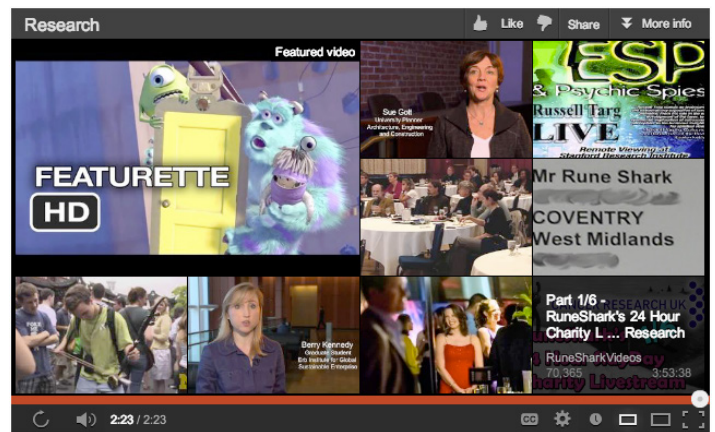 Research
Like
Share
More info
Featured video
FEATURETTE
HD
Sue Gott
University Planner
Architecture, Engineering
and Construction
ESP
& Psychic Spies
Russell Targ
LIVE
Remote Viewing at
Stanford Research Institute
Mr Rune Shark
COVENTRY
West Midlands
Berry Kennedy
Graduate Student
Erb Institute for Global
Sustainable Enterprise
RESEARCH UK
Part 1/6 -
RuneShark's 24 Hour
Charity L ... Research
RuneSharkVideos
70,365
3:53:38
Charity Livestream
2:23 / 2:23
CC